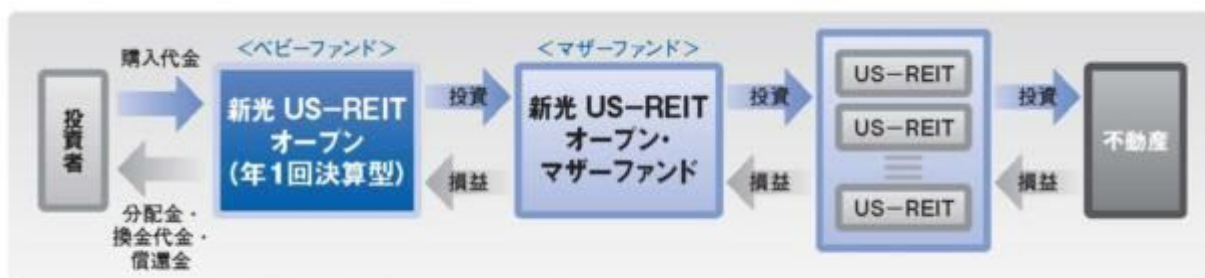 投資者
購入代金
分配金・
換金代金・
償還金
<ベビーファンド>
新光 US-REIT
オープン
(年1回決算型)
投資
損益
<マザーファンド>
新光 US-REIT
オープン・
マザーファンド
投資
損益
US-REIT
US-REIT
US-REIT
投資
損益
不動産